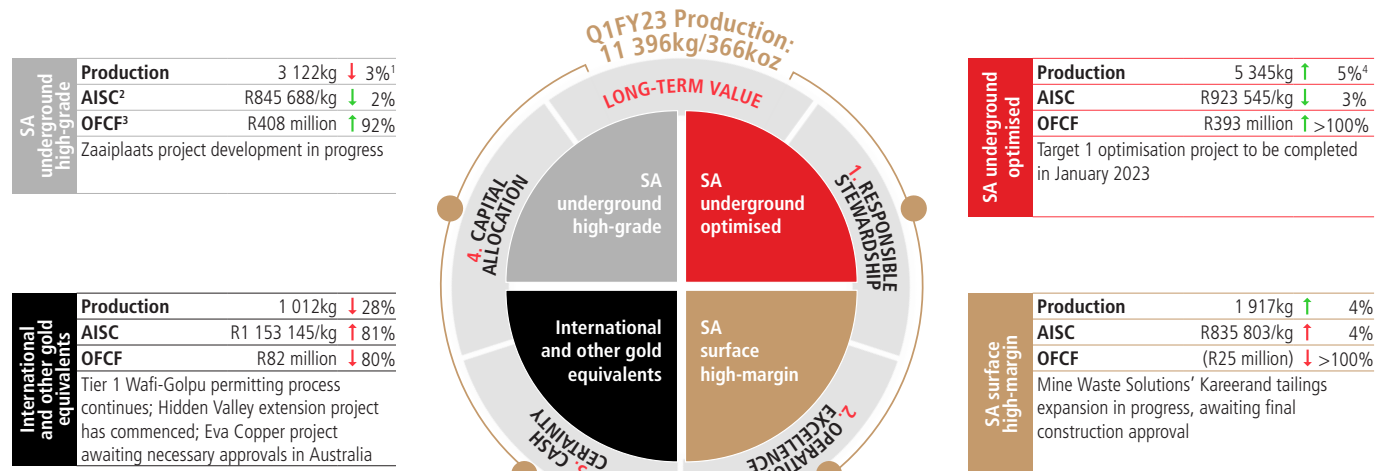 Q1FY23 Production:
11 396kg/366koz
SA
underground
high-grade
Production 3 122kg ↓ 3%¹
AISC² R845 688/kg ↓ 2%
OFCF³ R408 million ↑ 92%
Zaaiplaats project development in progress
SA underground
optimised
Production 5 345kg ↑ 5%⁴
AISC R923 545/kg ↓ 3%
OFCF R393 million ↑ >100%
Target 1 optimisation project to be completed
in January 2023
LONG-TERM VALUE
1. RESPONSIBLE
STEWARDSHIP
4. CAPITAL
ALLOCATION
SA
underground
high-grade
SA
underground
optimised
International
and other gold
equivalents
SA
surface
high-margin
CASH
CERTAINTY
2. OPERATION
EXCELLENCE
International
and other gold
equivalents
Production 1 012kg ↓ 28%
AISC R1 153 145/kg ↑ 81%
OFCF R82 million ↓ 80%
Tier 1 Wafi-Golpu permitting process
continues; Hidden Valley extension project
has commenced; Eva Copper project
awaiting necessary approvals in Australia
SA surface
high-margin
Production 1 917kg ↑ 4%
AISC R835 803/kg ↑ 4%
OFCF (R25 million) ↓ >100%
Mine Waste Solutions’ Kareerand tailings
expansion in progress, awaiting final
construction approval